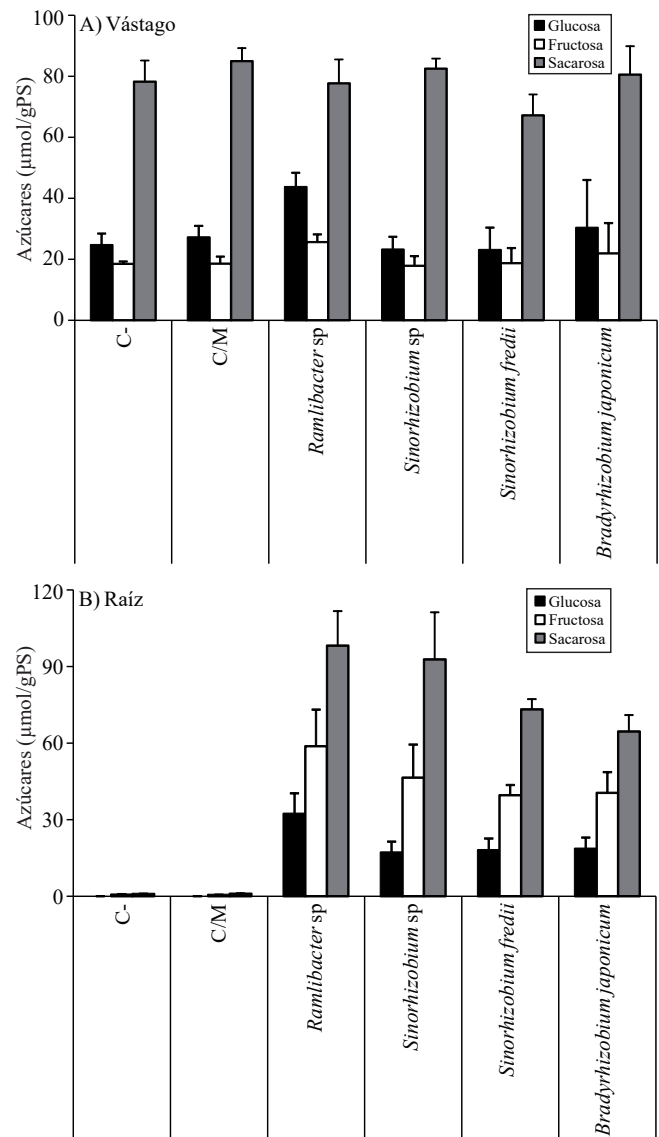 A) Vástago
Glucosa
Fructosa
Sacarosa
Azúcares (µmol/gPS)
100
80
60
40
20
0
C-
C/M
Ramlibacter sp
Sinorhizobium sp
Sinorhizobium fredii
Bradyrhizobium japonicum
B) Raíz
Glucosa
Fructosa
Sacarosa
Azúcares (µmol/gPS)
120
90
60
30
0
C-
C/M
Ramlibacter sp
Sinorhizobium sp
Sinorhizobium fredii
Bradyrhizobium japonicum